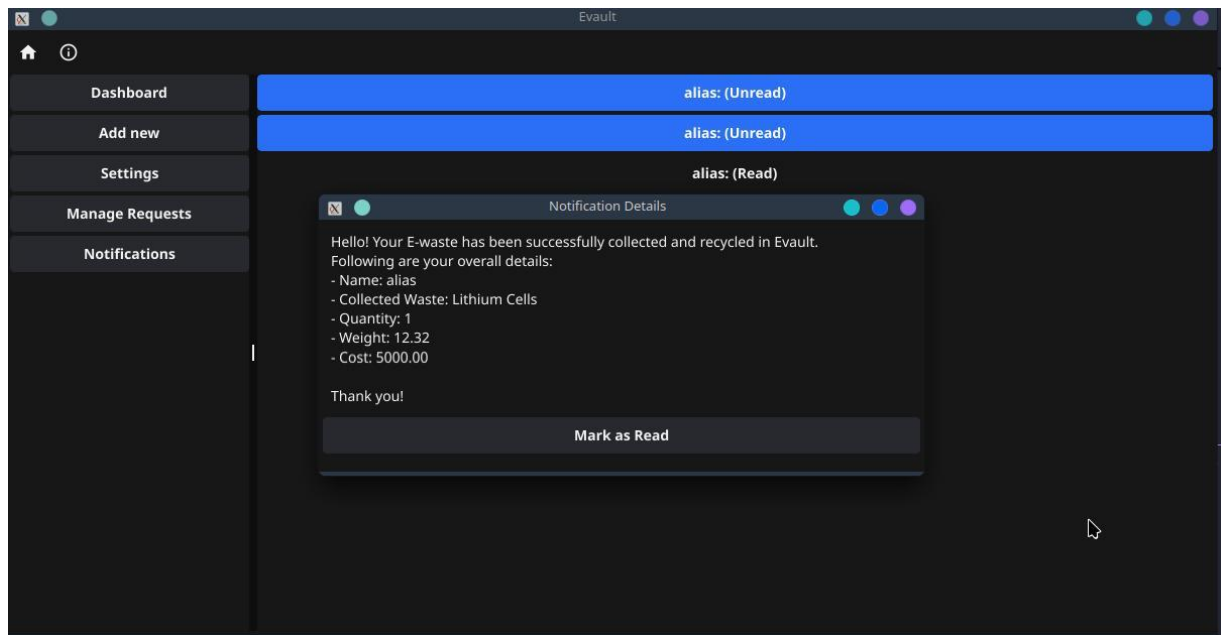 Evault
Dashboard
Add new
Settings
Manage Requests
Notifications
alias: (Unread)
alias: (Unread)
alias: (Read)
Notification Details
Hello! Your E-waste has been successfully collected and recycled in Evault.
Following are your overall details:
- Name: alias
- Collected Waste: Lithium Cells
- Quantity: 1
- Weight: 12.32
- Cost: 5000.00
Thank you!
Mark as Read